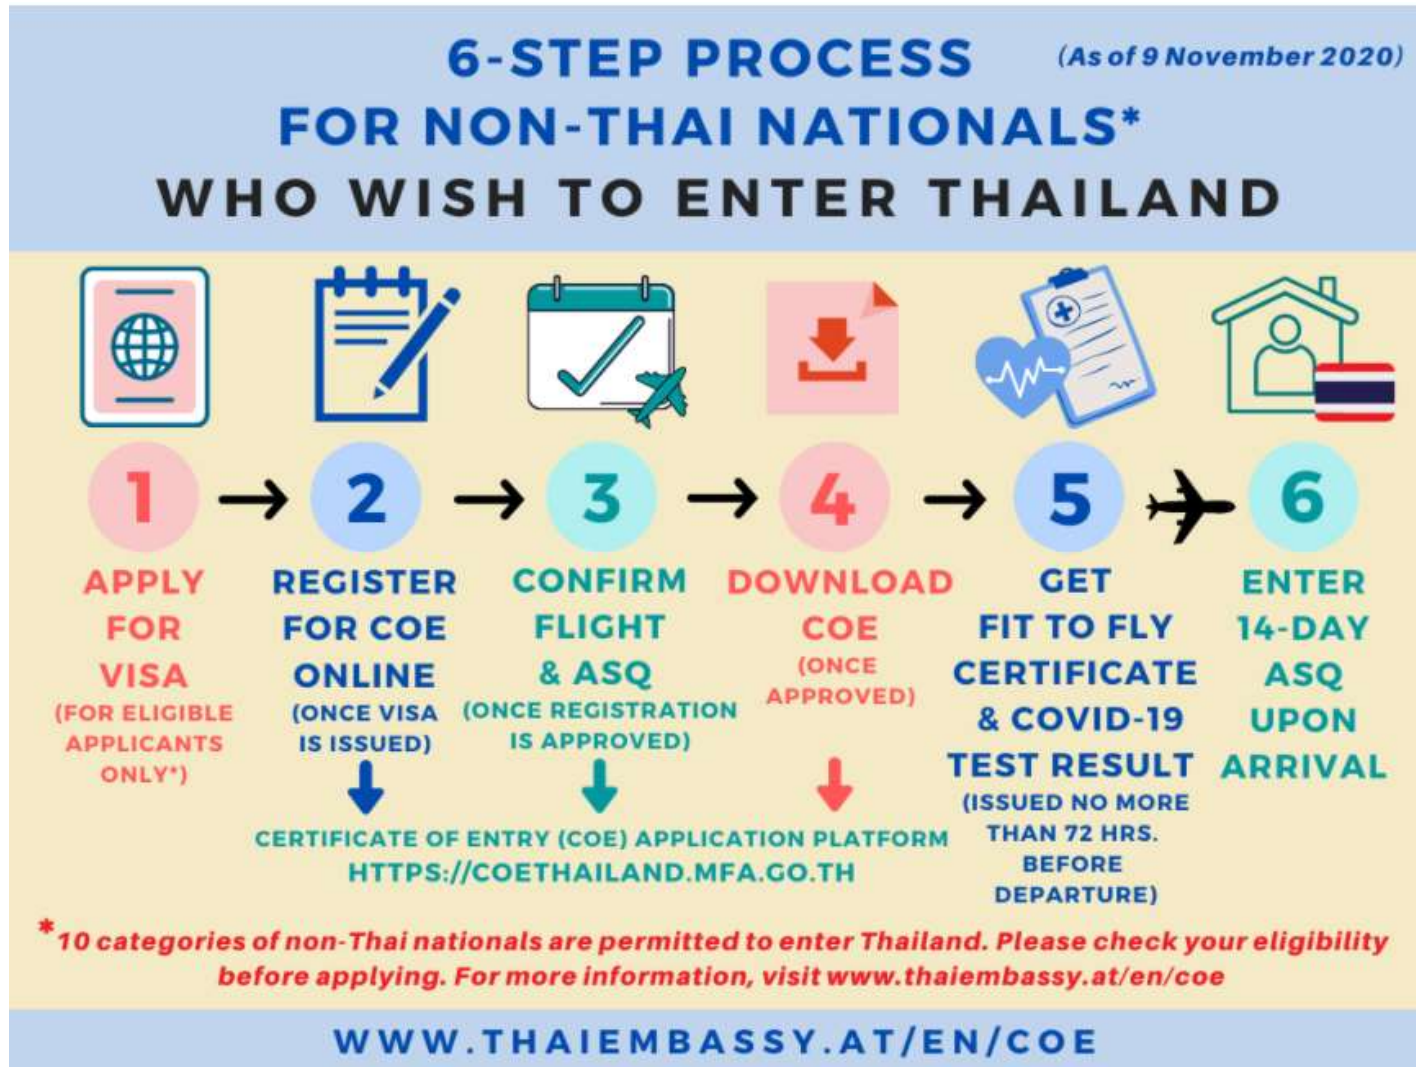 6-STEP PROCESS
(As of 9 November 2020)
FOR NON-THAI NATIONALS*
WHO WISH TO ENTER THAILAND
1
APPLY
FOR
VISA
(FOR ELIGIBLE
APPLICANTS
ONLY*)
2
REGISTER
FOR COE
ONLINE
(ONCE VISA
IS ISSUED)
3
CONFIRM
FLIGHT
& ASQ
(ONCE REGISTRATION
IS APPROVED)
4
DOWNLOAD
COE
(ONCE
APPROVED)
CERTIFICATE OF ENTRY (COE) APPLICATION PLATFORM
HTTPS://COETHAILAND.MFA.GO.TH
5
GET
FIT TO FLY
CERTIFICATE
& COVID-19
TEST RESULT
(ISSUED NO MORE
THAN 72 HRS.
BEFORE
DEPARTURE)
6
ENTER
14-DAY
ASQ
UPON
ARRIVAL
*10 categories of non-Thai nationals are permitted to enter Thailand. Please check your eligibility
before applying. For more information, visit www.thaiembassy.at/en/coe
WWW.THAIEMBASSY.AT/EN/COE